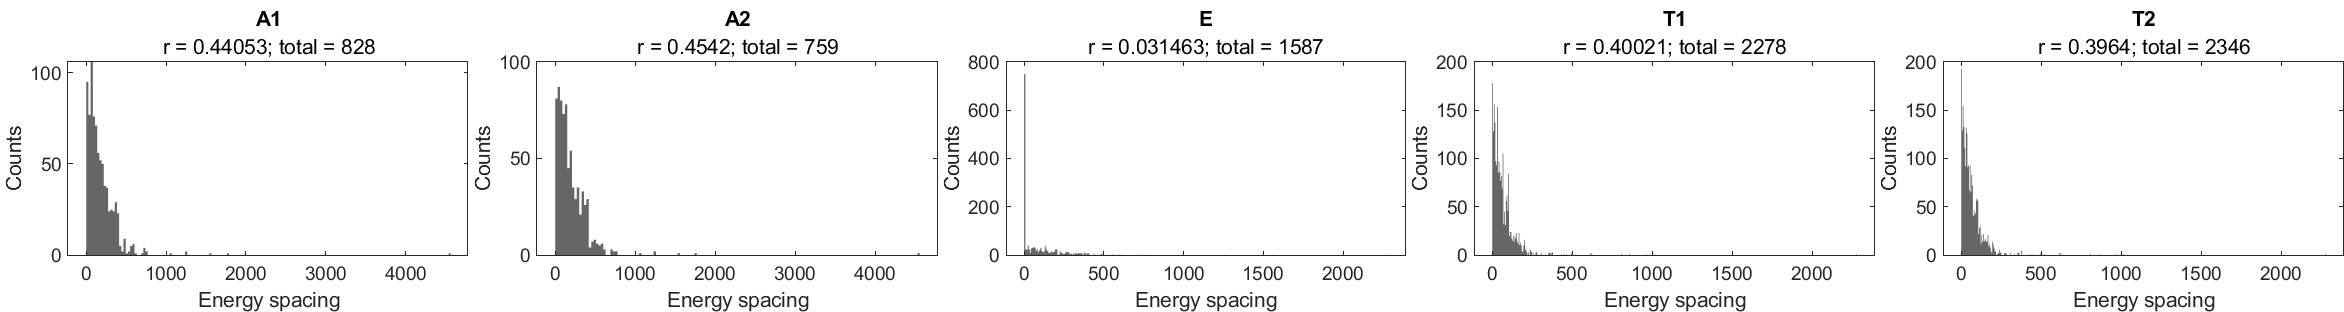 A1
r = 0.44053; total = 828
Counts
100
50
0
0
1000
2000
3000
4000
Energy spacing
A2
r = 0.4542; total = 759
Counts
100
50
0
0
1000
2000
3000
4000
Energy spacing
E
r = 0.031463; total = 1587
Counts
800
600
400
200
0
0
500
1000
1500
2000
Energy spacing
T1
r = 0.40021; total = 2278
Counts
200
150
100
50
0
0
500
1000
1500
2000
Energy spacing
T2
r = 0.3964; total = 2346
Counts
200
150
100
50
0
0
500
1000
1500
2000
Energy spacing